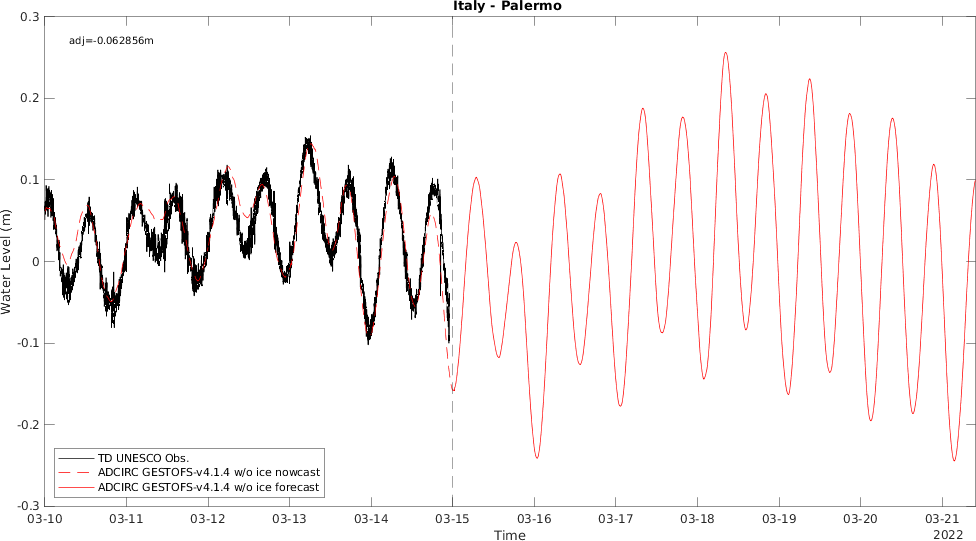 Italy - Palermo
adj=-0.062856m
Water Level (m)
0.3
0.2
0.1
0
-0.1
-0.2
-0.3
TD UNESCO Obs.
ADCIRC GESTOFS-v4.1.4 w/o ice nowcast
ADCIRC GESTOFS-v4.1.4 w/o ice forecast
03-10 03-11 03-12 03-13 03-14 03-15 03-16 03-17 03-18 03-19 03-20 03-21
Time
2022